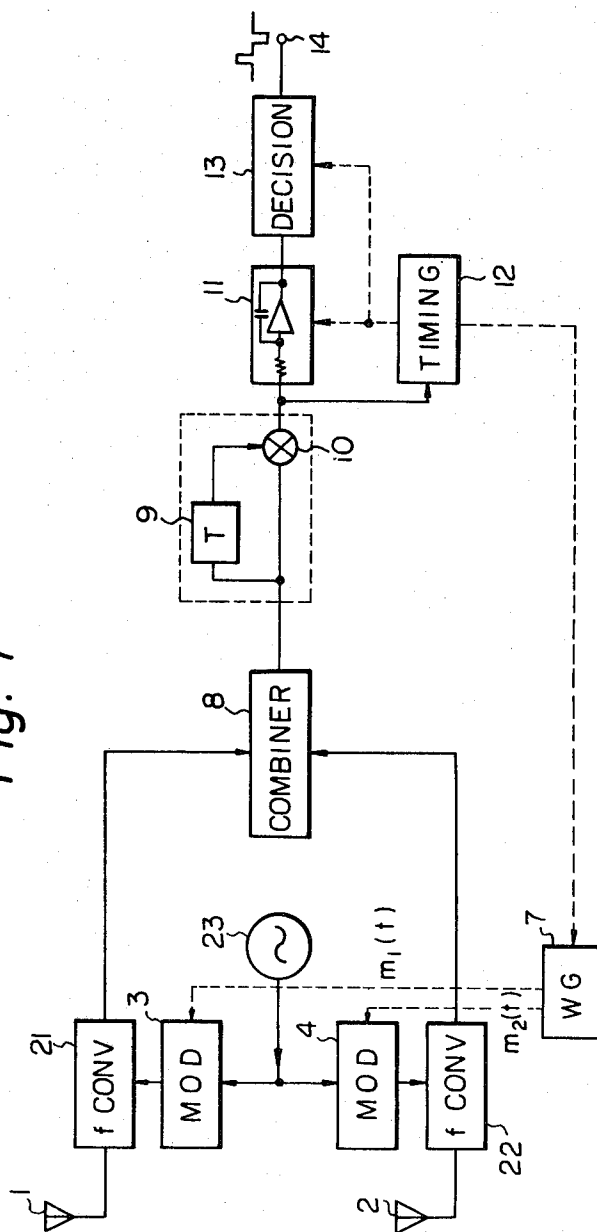 Fig. 7
1
21
f CONV
3
MOD
23
4
MOD
2
f CONV
22
m₁(t)
m₂(t)
7
WG
8
COMBINER
9
T
10
11
12
TIMING
13
DECISION
14